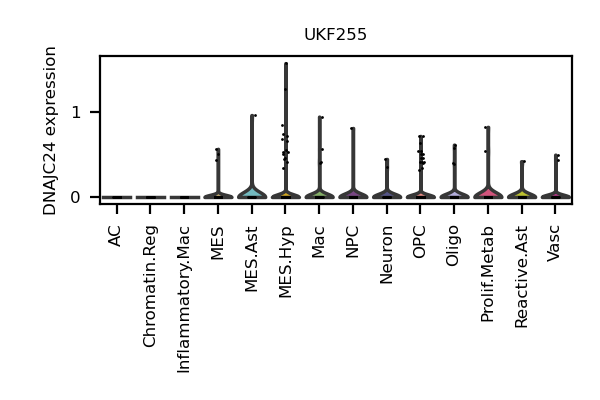 UKF255
DNAJC24 expression
1
0
AC
Chromatin.Reg
Inflammatory.Mac
MES
MES.Ast
MES.Hyp
Mac
NPC
Neuron
OPC
Oligo
Prolif.Metab
Reactive.Ast
Vasc